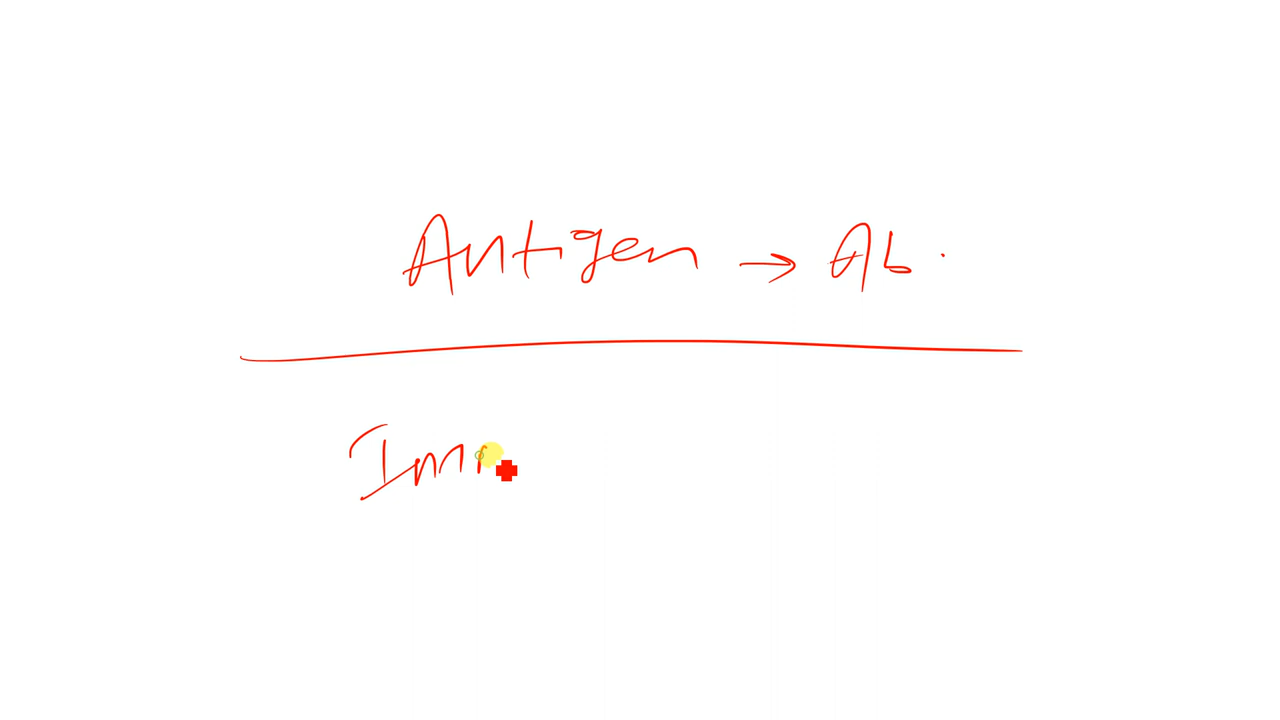 Antigen → Ab.
Imm